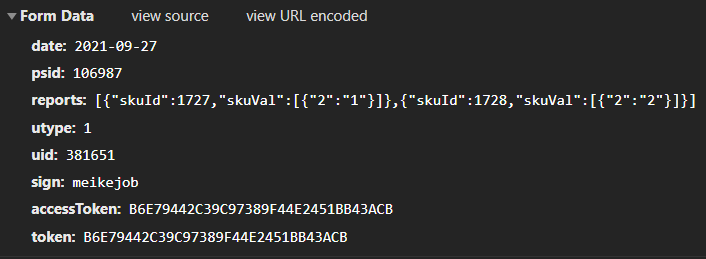 Form Data view source view URL encoded
date: 2021-09-27
psid: 106987
reports: [{"skuId":1727,"skuVal":[{"2":"1"}]},{"skuId":1728,"skuVal":[{"2":"2"}]}]
utype: 1
uid: 381651
sign: meikejob
accessToken: B6E79442C39C97389F44E2451BB43ACB
token: B6E79442C39C97389F44E2451BB43ACB